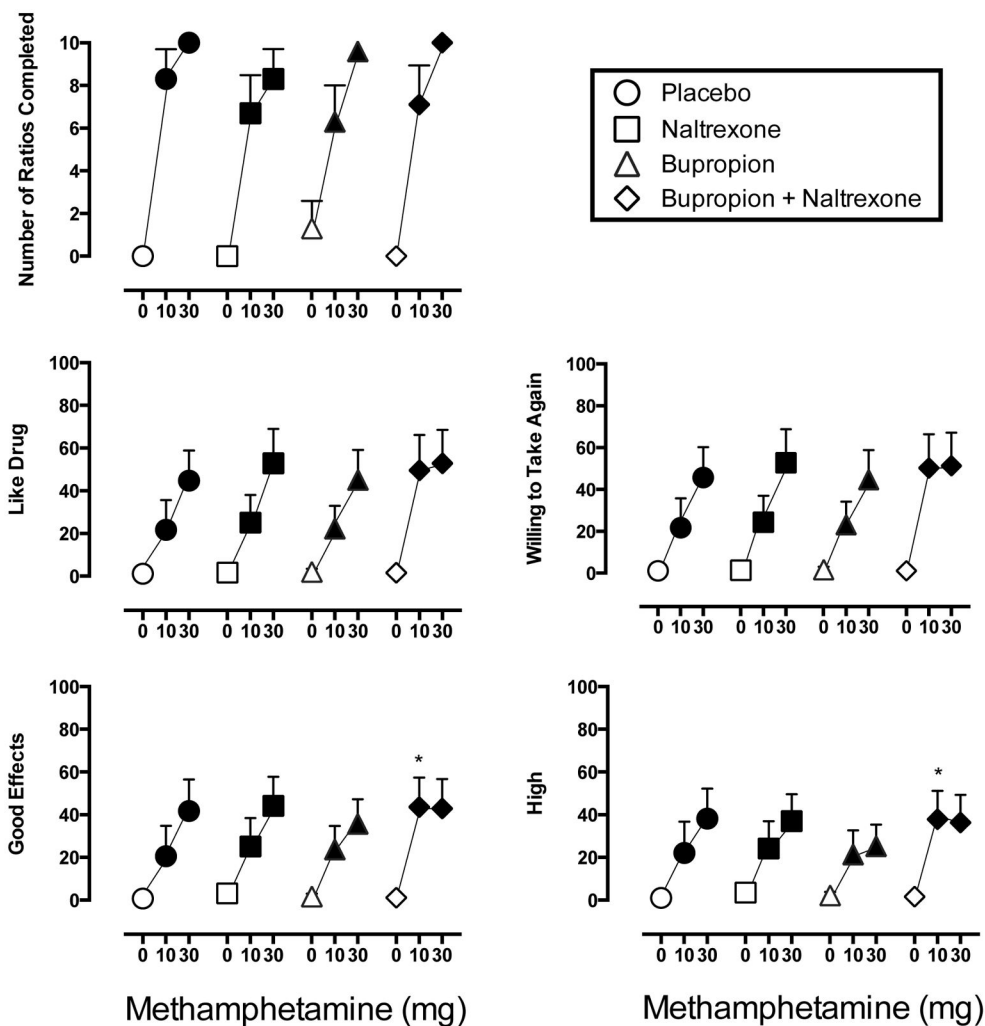 Number of Ratios Completed
10
8
6
4
2
0
0 10 30 0 10 30 0 10 30 0 10 30
Placebo
Naltrexone
Bupropion
Bupropion + Naltrexone
Like Drug
100
80
60
40
20
0
0 10 30 0 10 30 0 10 30 0 10 30
Willing to Take Again
100
80
60
40
20
0
0 10 30 0 10 30 0 10 30 0 10 30
Good Effects
100
80
60
40
20
0
*
0 10 30 0 10 30 0 10 30 0 10 30
Methamphetamine (mg)
High
100
80
60
40
20
0
*
0 10 30 0 10 30 0 10 30 0 10 30
Methamphetamine (mg)